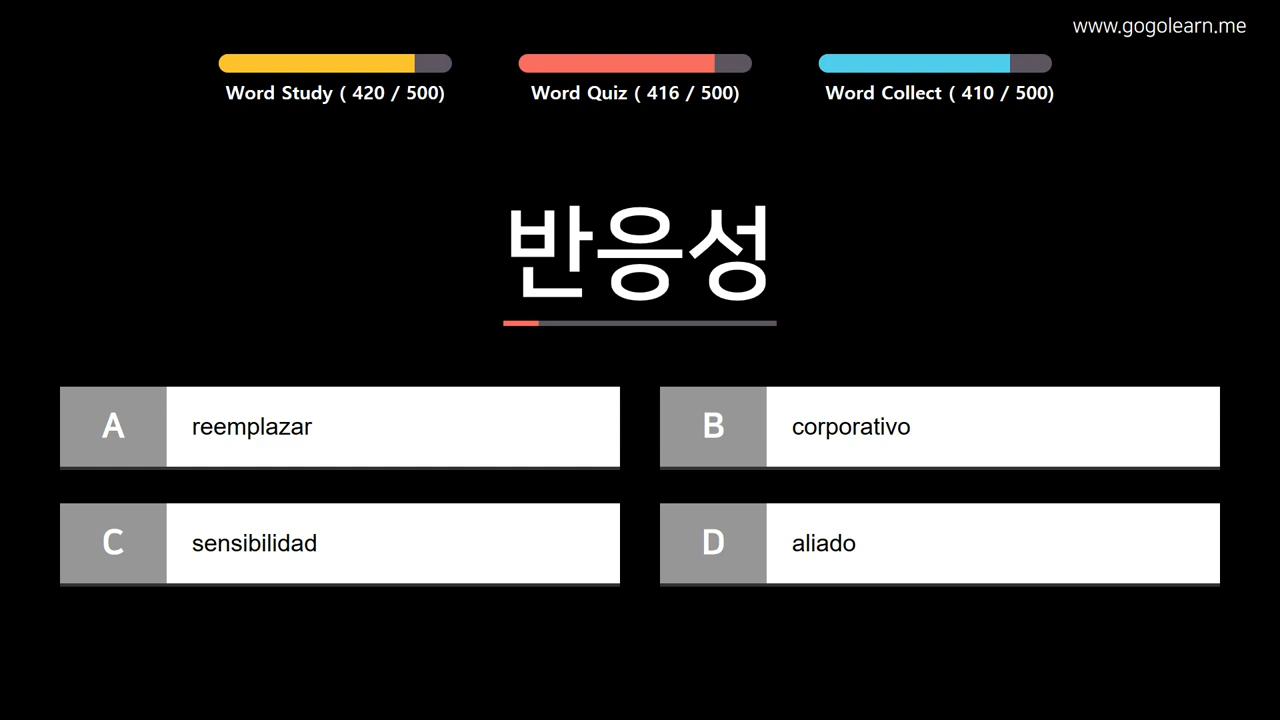 www.gogolearn.me
Word Study ( 420 / 500)
Word Quiz ( 416 / 500)
Word Collect ( 410 / 500)
반응성
A reemplazar
B corporativo
C sensibilidad
D aliado